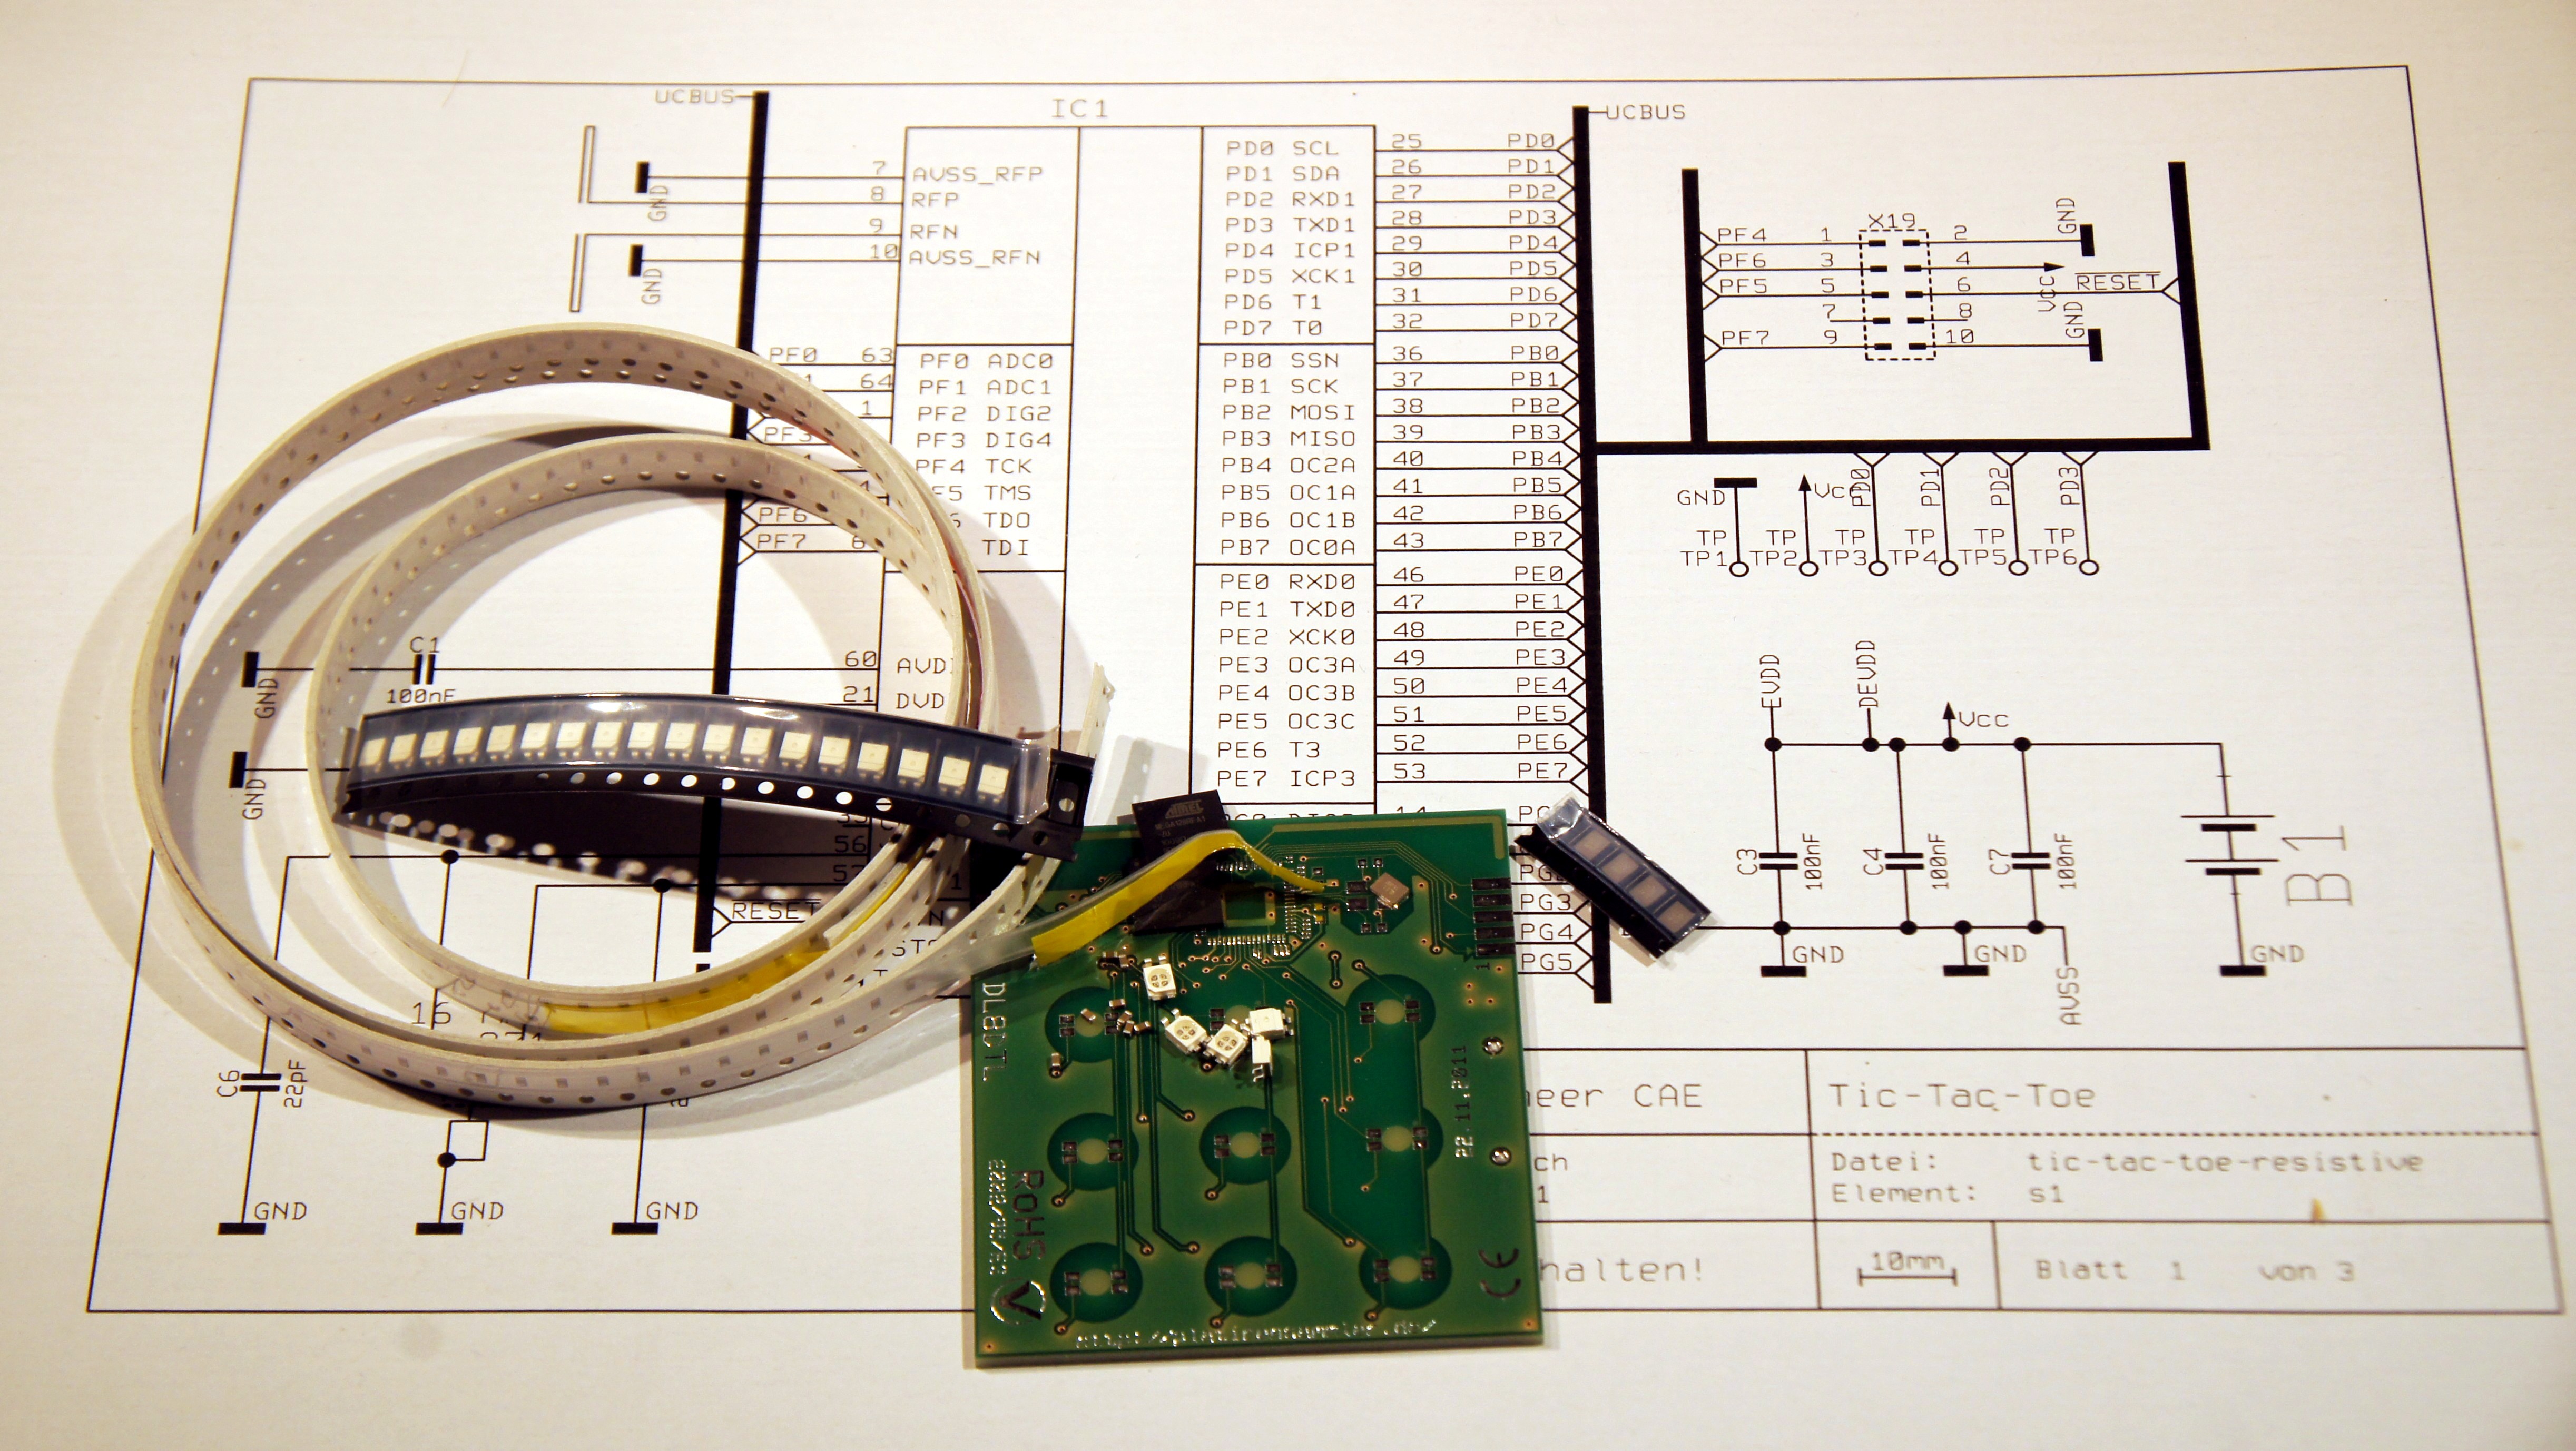 UCBUS
IC1
UCBUS
7 AVSS_RFP
8 RFP
9 RFN
10 AVSS_RFN
GND
GND
PD0 SCL 25 PD0
PD1 SDA 26 PD1
PD2 RXD1 27 PD2
PD3 TXD1 28 PD3
PD4 ICP1 29 PD4
PD5 XCK1 30 PD5
PD6 T1 31 PD6
PD7 T0 32 PD7
PF0 63 PF0 ADC0
64 PF1 ADC1
1 PF2 DIG2
PF3 PF3 DIG4
PF4 TCK
TMS
PF6 TDO
PF7 TDI
PB0 SSN 36 PB0
PB1 SCK 37 PB1
PB2 MOSI 38 PB2
PB3 MISO 39 PB3
PB4 OC2A 40 PB4
PB5 OC1A 41 PB5
PB6 OC1B 42 PB6
PB7 OC0A 43 PB7
PE0 RXD0 46 PE0
PE1 TXD0 47 PE1
PE2 XCK0 48 PE2
PE3 OC3A 49 PE3
PE4 OC3B 50 PE4
PE5 OC3C 51 PE5
PE6 T3 52 PE6
PE7 ICP3 53 PE7
PG3
PG4
PG5
X19
PF4 1 2 GND
PF6 3 4 Vcc
PF5 5 6 RESET
7 8
PF7 9 10 GND
GND Vcc PD0 PD1 PD2 PD3
TP TP TP TP TP TP
TP1 TP2 TP3 TP4 TP5 TP6
C1
100nF
GND
60 AVD
21 DVD
GND
56
RESET
16
C6
22pF
GND GND GND
EVDD DEVDD Vcc
C3 100nF C4 100nF C7 100nF B1
GND GND AVSS GND
DL8DTL
22.11.2011
RoHS
CE
ATMEL
neer CAE
Tic-Tac-Toe
ch
Datei: tic-tac-toe-resistive
1
Element: s1
halten!
10mm
Blatt 1 von 3